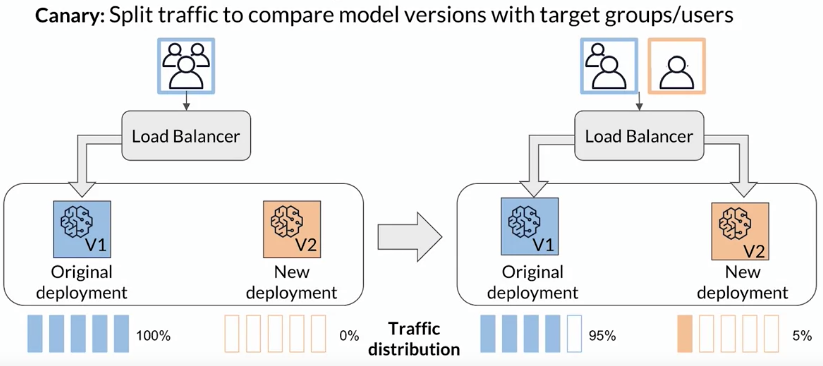 Canary: Split traffic to compare model versions with target groups/users
Load Balancer
Load Balancer
V1
V2
V1
V2
Original
deployment
New
deployment
Original
deployment
New
deployment
100%
0%
Traffic
distribution
95%
5%